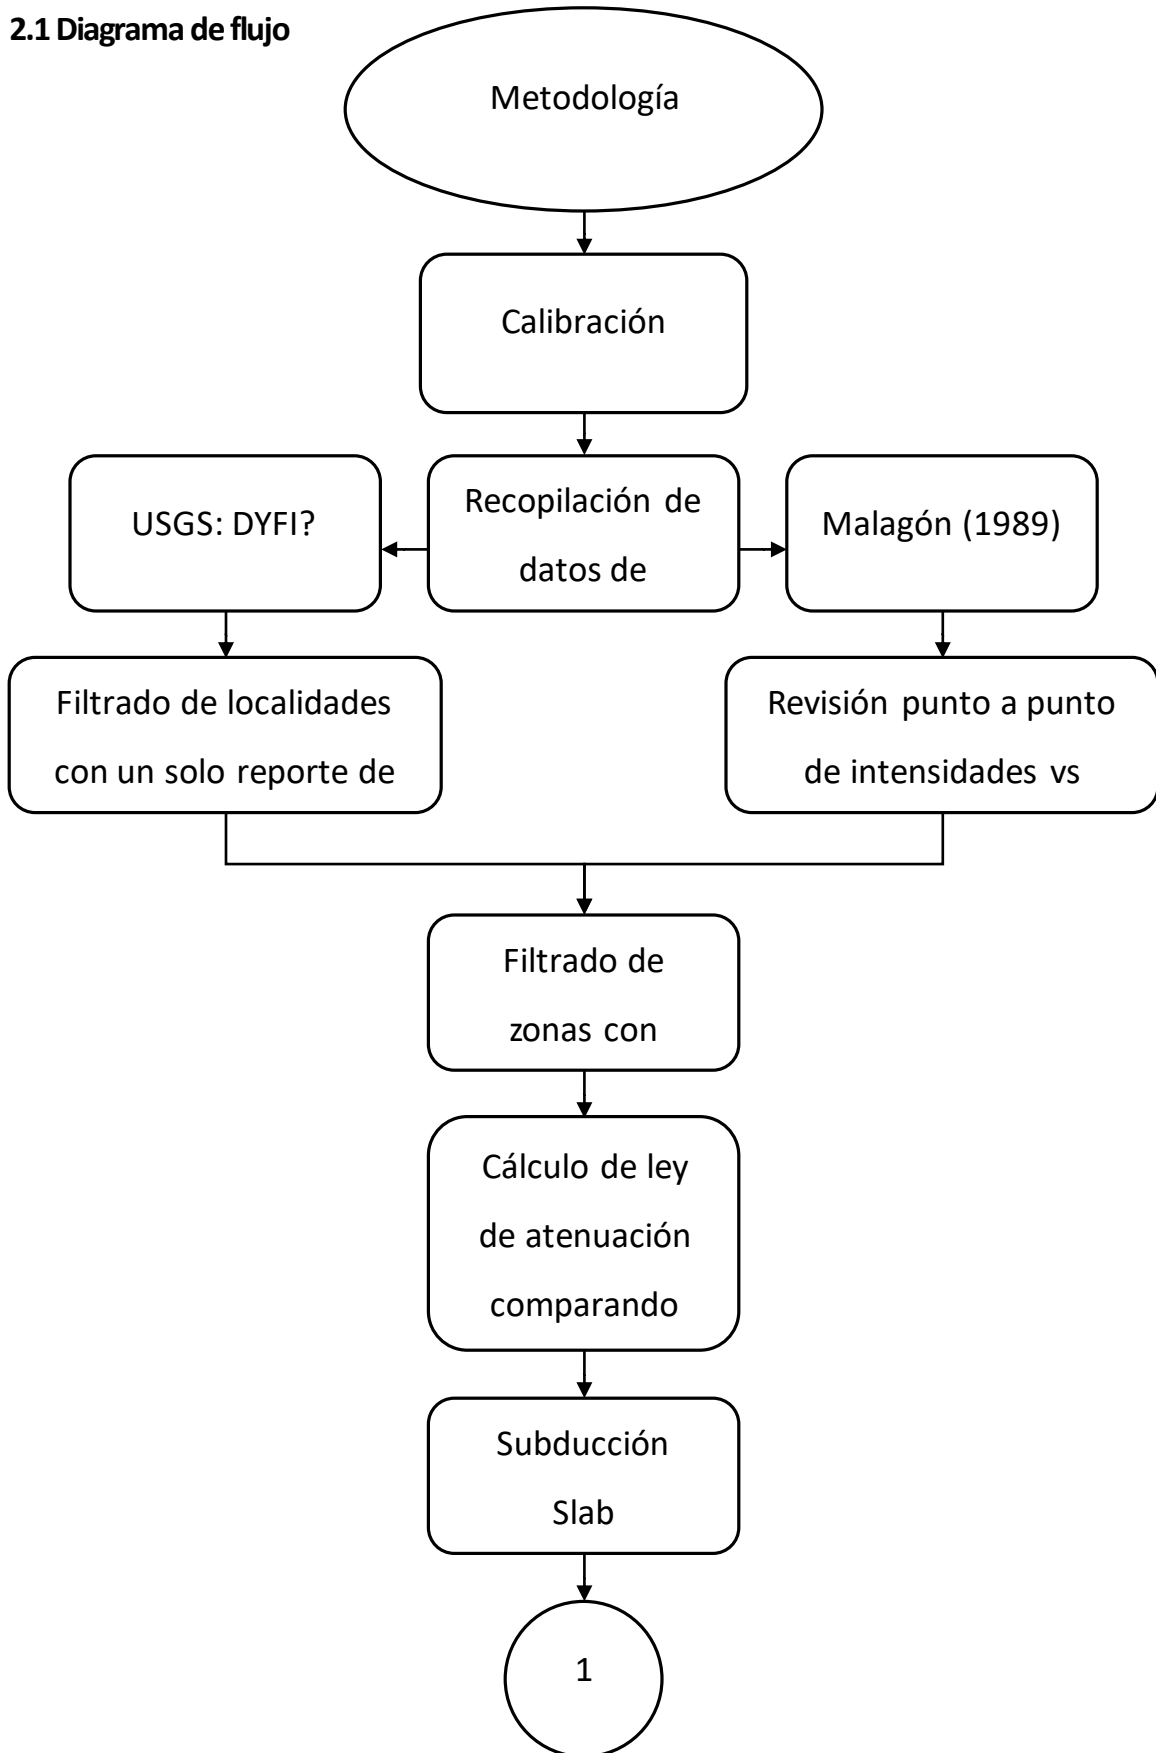 2.1 Diagrama de flujo
Metodología
Calibración
USGS: DYFI?
Recopilación de
datos de
Malagón (1989)
Filtrado de localidades
con un solo reporte de
Revisión punto a punto
de intensidades vs
Filtrado de
zonas con
Cálculo de ley
de atenuación
comparando
Subducción
Slab
1